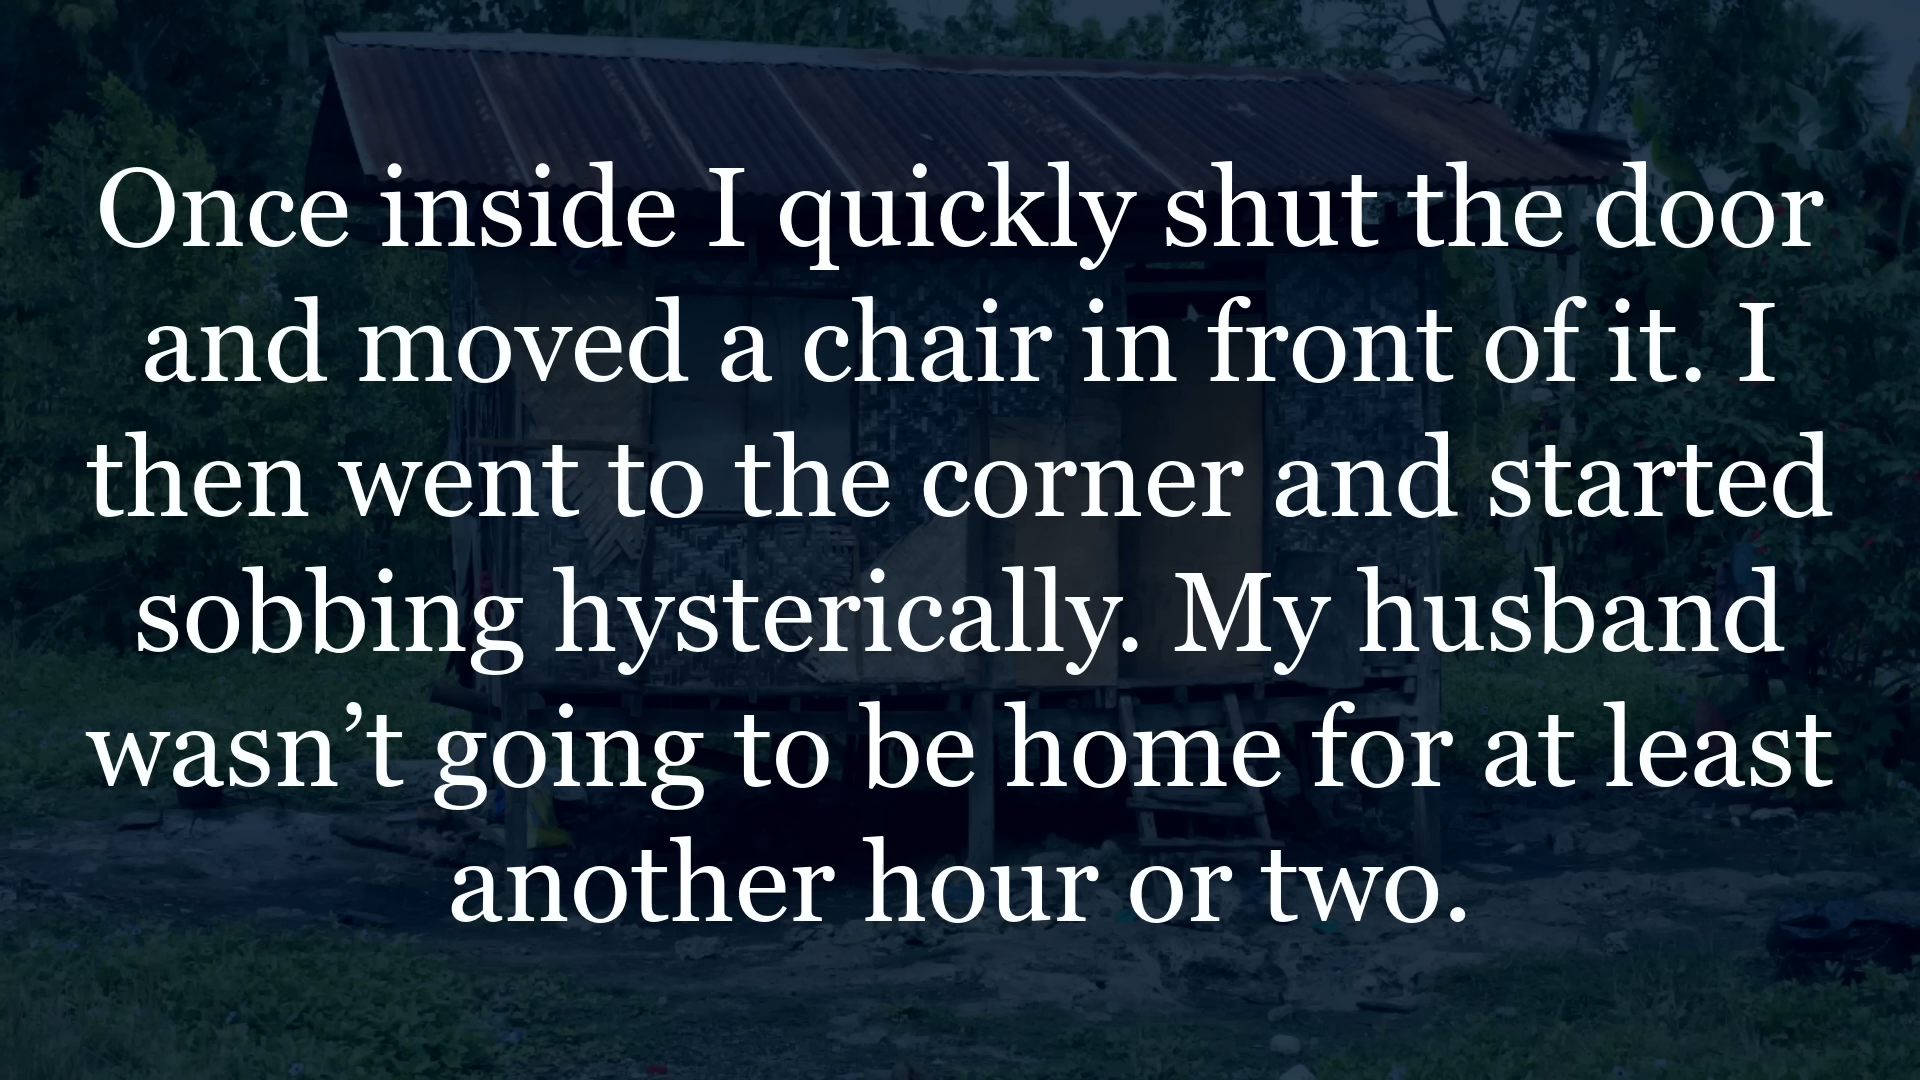 Once inside I quickly shut the door
and moved a chair in front of it. I
then went to the corner and started
sobbing hysterically. My husband
wasn’t going to be home for at least
another hour or two.